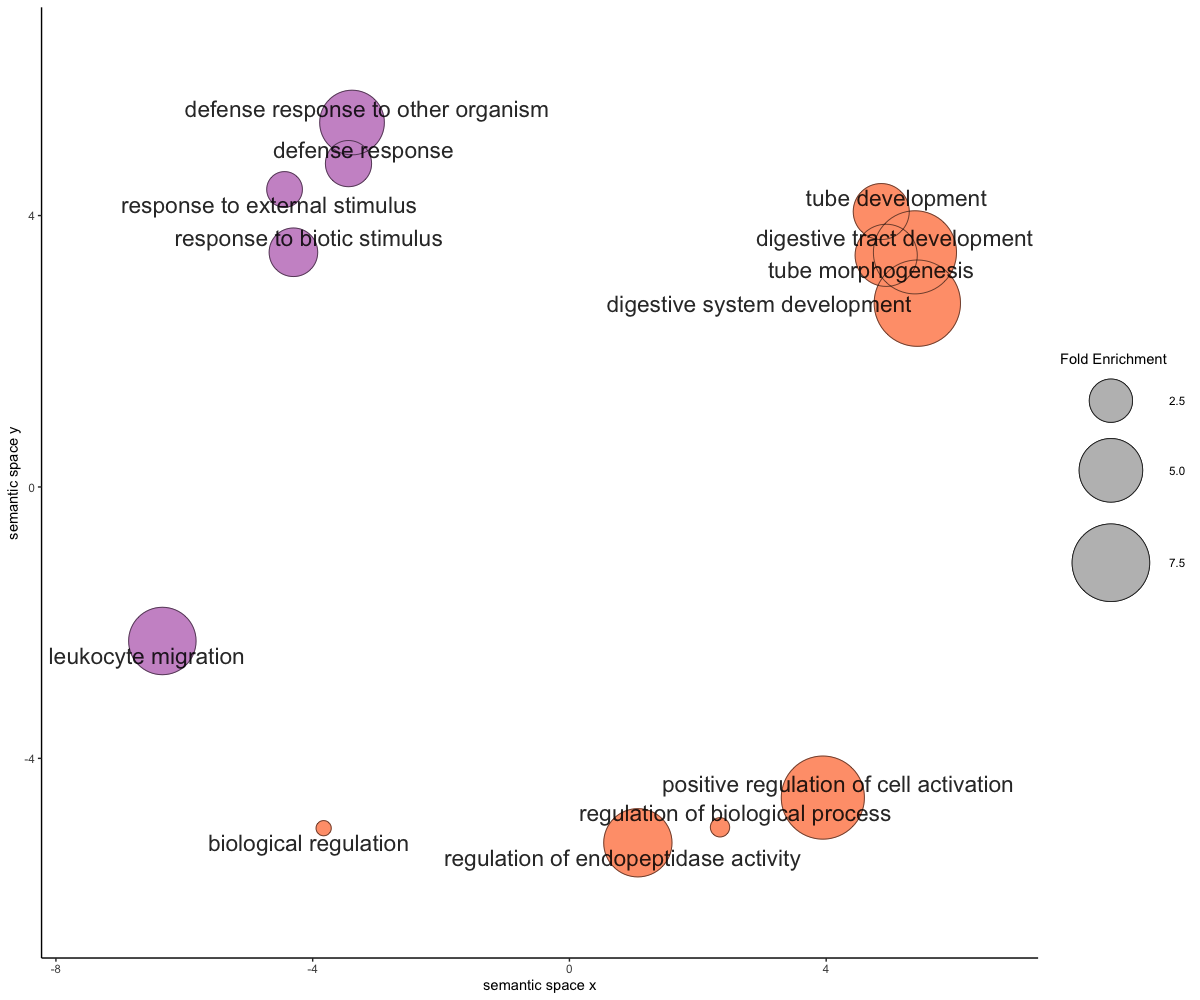 defense response to other organism
defense response
response to external stimulus
response to biotic stimulus
tube development
digestive tract development
tube morphogenesis
digestive system development
leukocyte migration
positive regulation of cell activation
regulation of biological process
biological regulation
regulation of endopeptidase activity
4
0
-4
semantic space y
-8
-4
0
4
semantic space x
Fold Enrichment
2.5
5.0
7.5